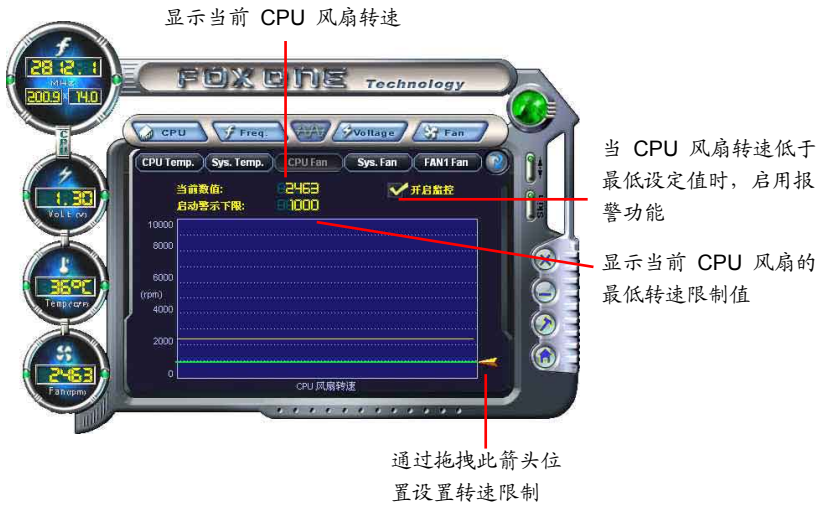 显示当前 CPU 风扇转速
2812.1
MHZ
200.9 x 14.0
CPU
FOX ONE Technology
CPU Freq. Voltage Fan
CPU Temp. Sys. Temp. CPU Fan Sys. Fan FAN1 Fan ?
当前数值: 2463 开启监控
启动警示下限: 1000
10000
8000
6000
(rpm)
4000
2000
0
CPU 风扇转速
1.30
Volt.(v)
36°C
Temp
2463
Fan(rpm)
Skin
当 CPU 风扇转速低于
最低设定值时，启用报
警功能
显示当前 CPU 风扇的
最低转速限制值
通过拖拽此箭头位
置设置转速限制